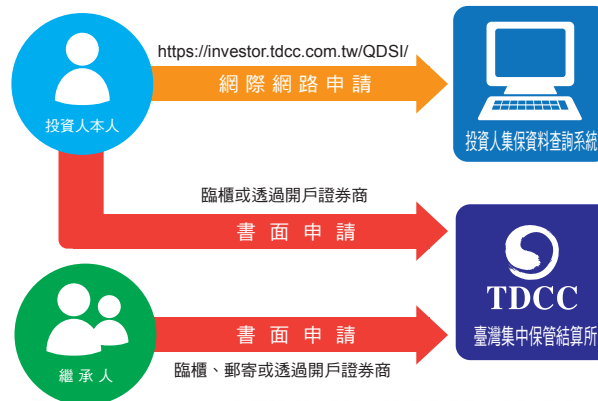 https://investor.tdcc.com.tw/QDSI/
網際網路申請
投資人本人
投資人集保資料查詢系統
臨櫃或透過開戶證券商
書面申請
TDCC
臺灣集中保管結算所
書面申請
繼承人
臨櫃、郵寄或透過開戶證券商